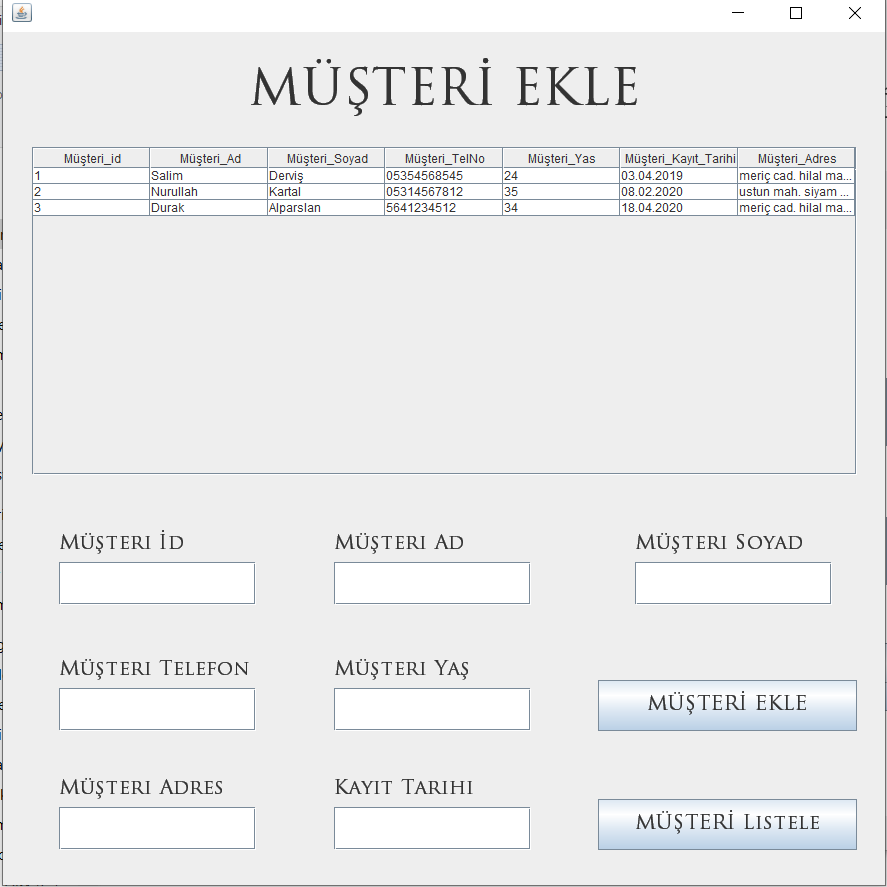 MÜŞTERİ EKLE
Müşteri_id Müşteri_Ad Müşteri_Soyad Müşteri_TelNo Müşteri_Yas Müşteri_Kayıt_Tarihi Müşteri_Adres
1 Salim Derviş 05354568545 24 03.04.2019 meriç cad. hilal ma...
2 Nurullah Kartal 05314567812 35 08.02.2020 ustun mah. siyam ...
3 Durak Alparslan 5641234512 34 18.04.2020 meriç cad. hilal ma...
Müşteri İd Müşteri Ad Müşteri Soyad
Müşteri Telefon Müşteri Yaş
MÜŞTERİ EKLE
Müşteri Adres Kayıt Tarihi
MÜŞTERİ Listele